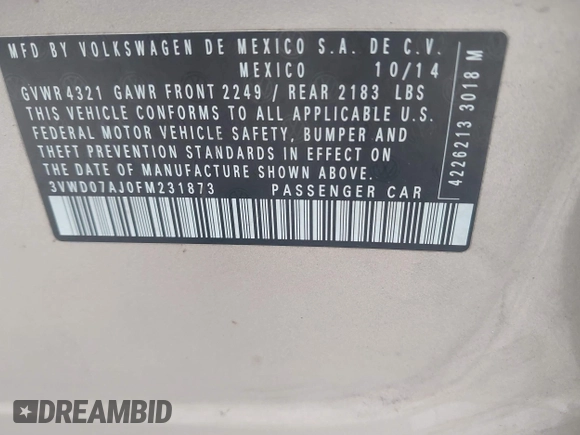 MFD BY VOLKSWAGEN DE MEXICO S.A. DE C.V.
MEXICO 10/14
GVWR 4321 GAWR FRONT 2249 / REAR 2183 LBS
THIS VEHICLE CONFORMS TO ALL APPLICABLE U.S.
FEDERAL MOTOR VEHICLE SAFETY, BUMPER AND
THEFT PREVENTION STANDARDS IN EFFECT ON
THE DATE OF MANUFACTURE SHOWN ABOVE.
3VWD07AJ0FM231873 PASSENGER CAR
4226213 3018 M
DREAMBID